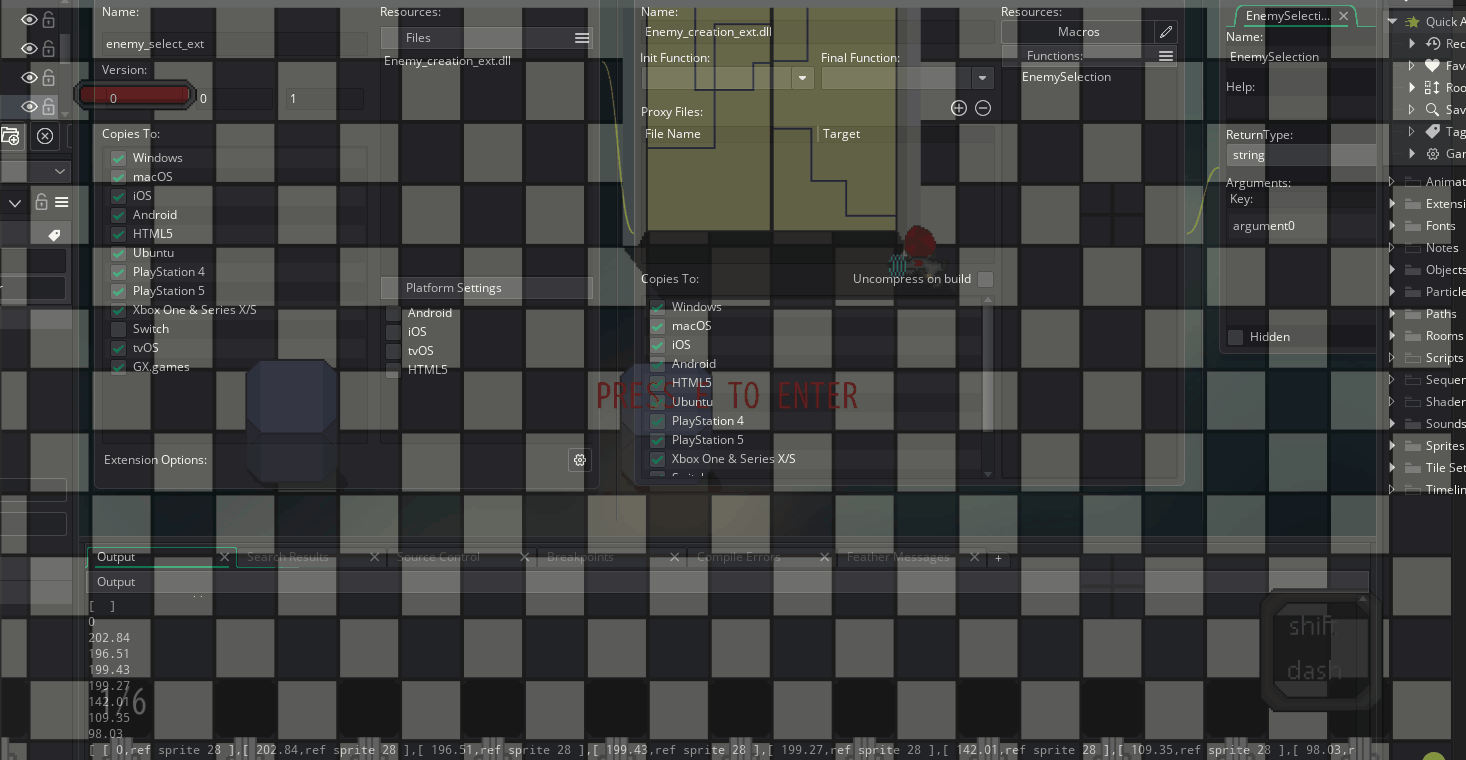 Name:
enemy_select_ext
Version:
0
0
1
Copies To:
Windows
macOS
iOS
Android
HTML5
Ubuntu
PlayStation 4
PlayStation 5
Xbox One & Series X/S
Switch
tvOS
GX.games
Extension Options:
Resources:
Files
Enemy_creation_ext.dll
Platform Settings
Android
iOS
tvOS
HTML5
Name:
Enemy_creation_ext.dll
Init Function:
Final Function:
Proxy Files:
File Name
Target
Copies To:
Uncompress on build
Windows
macOS
iOS
Android
HTML5
Ubuntu
PlayStation 4
PlayStation 5
Xbox One & Series X/S
PRESS E TO ENTER
Resources:
Macros
Functions:
EnemySelection
EnemySelecti...
Name:
EnemySelection
Help:
ReturnType:
string
Arguments:
Key:
argument0
Hidden
Quick A
Rec
Favo
Roo
Sav
Tag
Gar
Animat
Extensi
Fonts
Notes
Objects
Particle
Paths
Rooms
Scripts
Sequen
Shader
Sounds
Sprites
Tile Set
Timelin
Output
Search Results
Source Control
Breakpoints
Compile Errors
Feather Messages
+
Output
[ ]
0
202.84
196.51
199.43
199.27
142.01
109.35
98.03
[ [ 0,ref sprite 28 ],[ 202.84,ref sprite 28 ],[ 196.51,ref sprite 28 ],[ 199.43,ref sprite 28 ],[ 199.27,ref sprite 28 ],[ 142.01,ref sprite 28 ],[ 109.35,ref sprite 28 ],[ 98.03,r
1/6
shift
dash